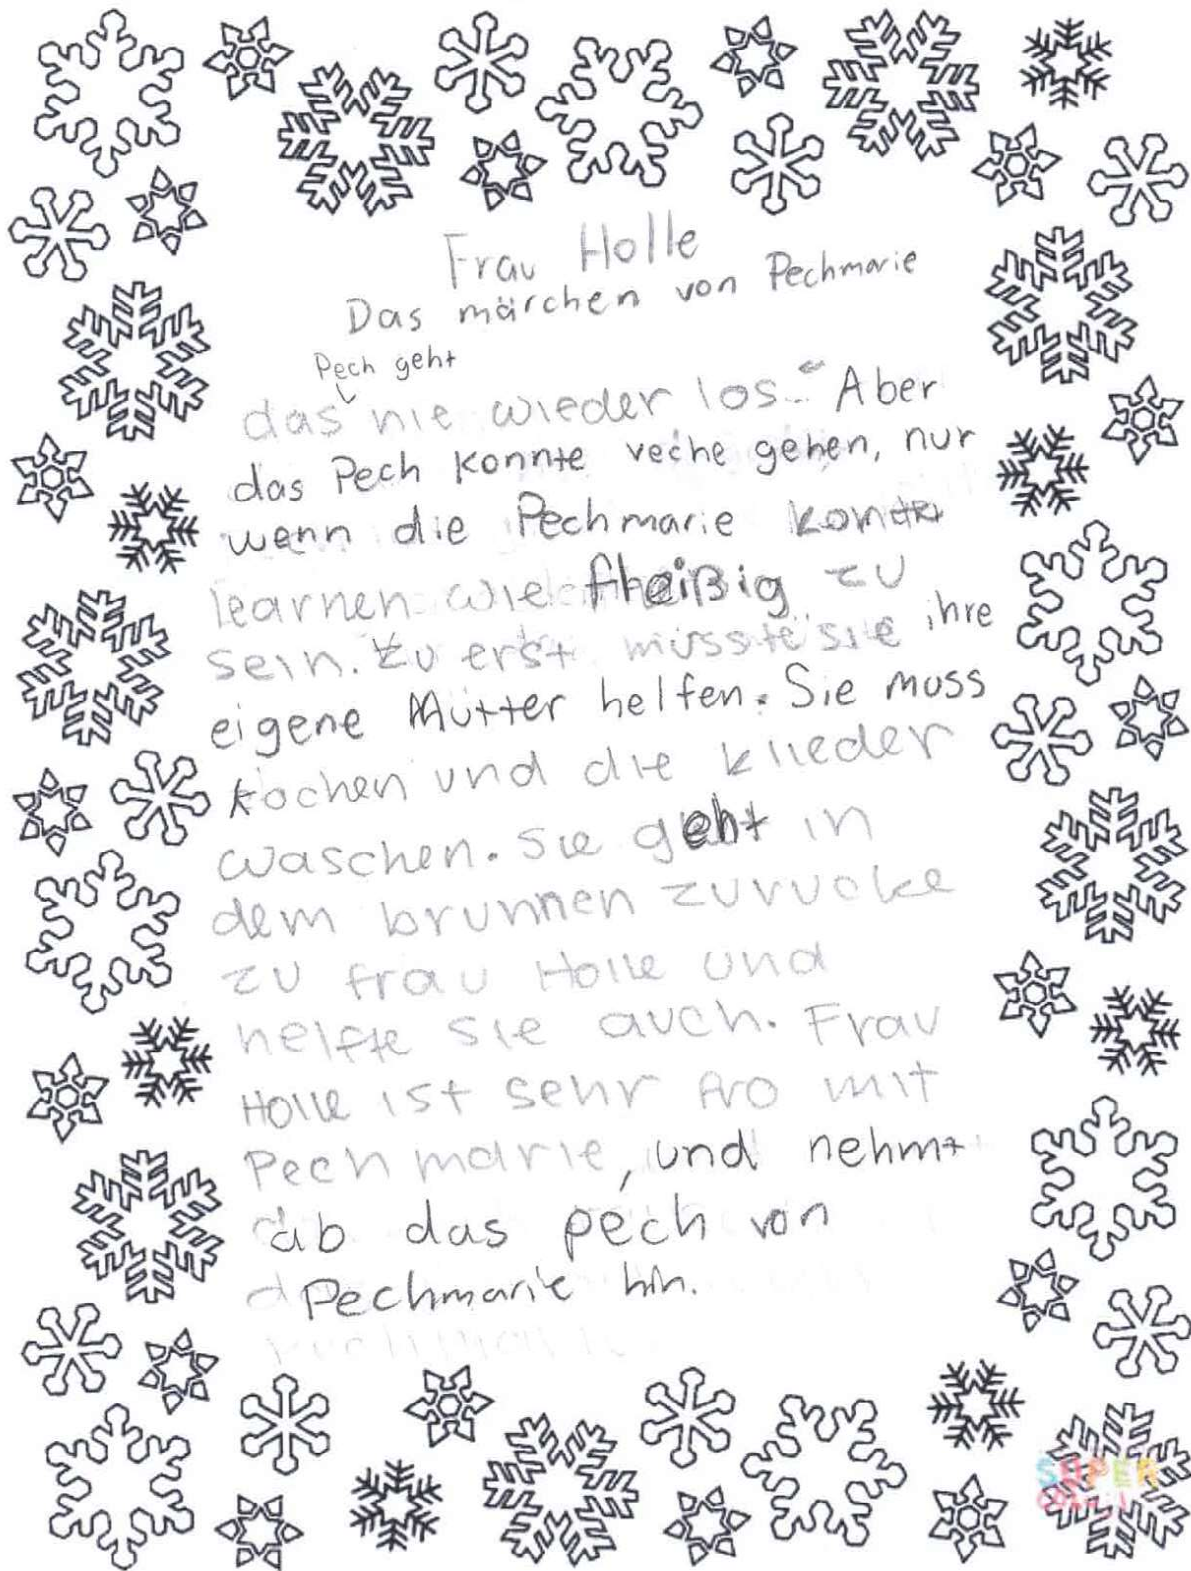 Frau Holle
Das märchen von Pechmarie
Pech geht
das nie wieder los." Aber
das Pech konnte veche gehen, nur
wenn die Pechmarie konnte
learnen wie fleißig zu
sein. Zu erst müsste sie ihre
eigene Mutter helfen. Sie muss
kochen und die klieder
waschen. Sie geht in
dem brunnen zurucke
zu frau Holle und
helfte sie auch. Frau
Holle ist sehr fro mit
Pechmarie, und nehmt
ab das pech von
Pechmarie hin.
SUPER